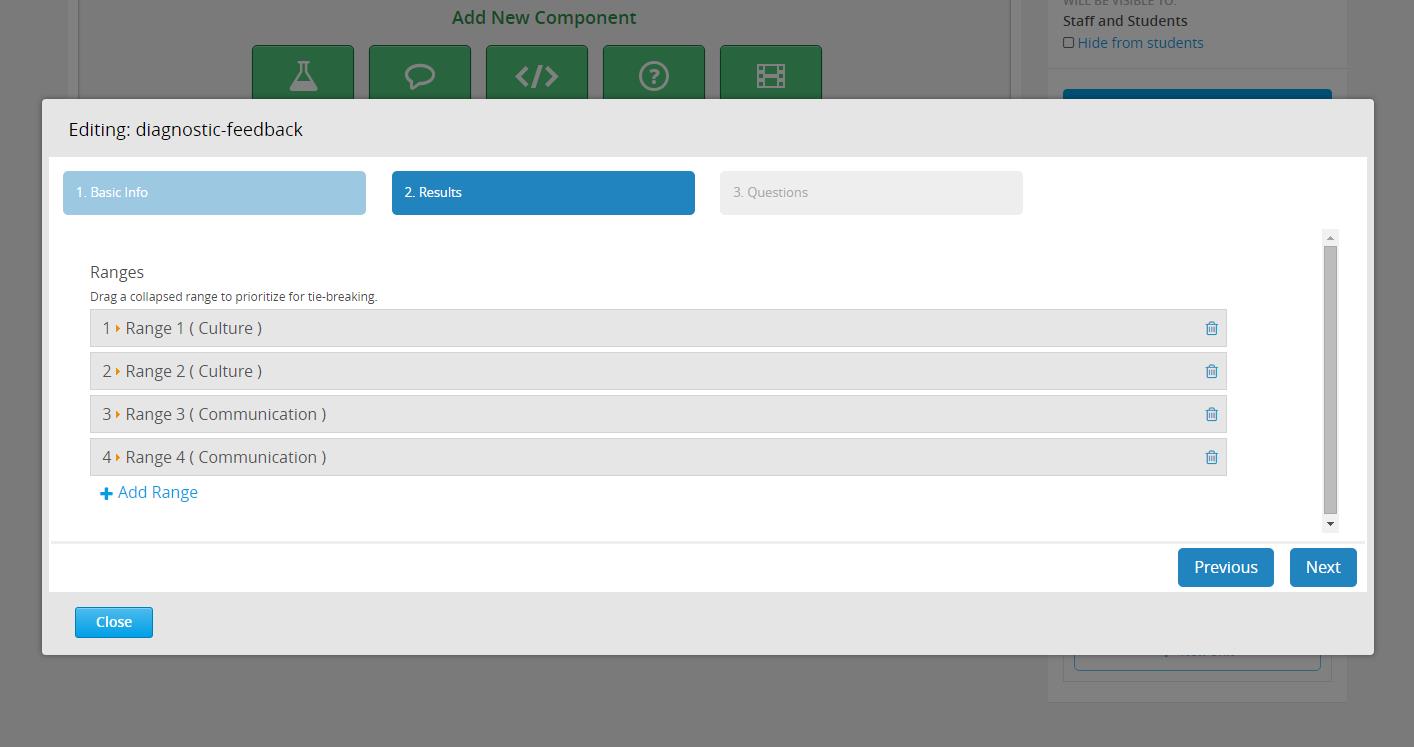 Add New Component
WILL BE VISIBLE TO:
Staff and Students
Hide from students
Editing: diagnostic-feedback
1. Basic Info
2. Results
3. Questions
Ranges
Drag a collapsed range to prioritize for tie-breaking.
1 Range 1 ( Culture )
2 Range 2 ( Culture )
3 Range 3 ( Communication )
4 Range 4 ( Communication )
Add Range
Previous
Next
Close